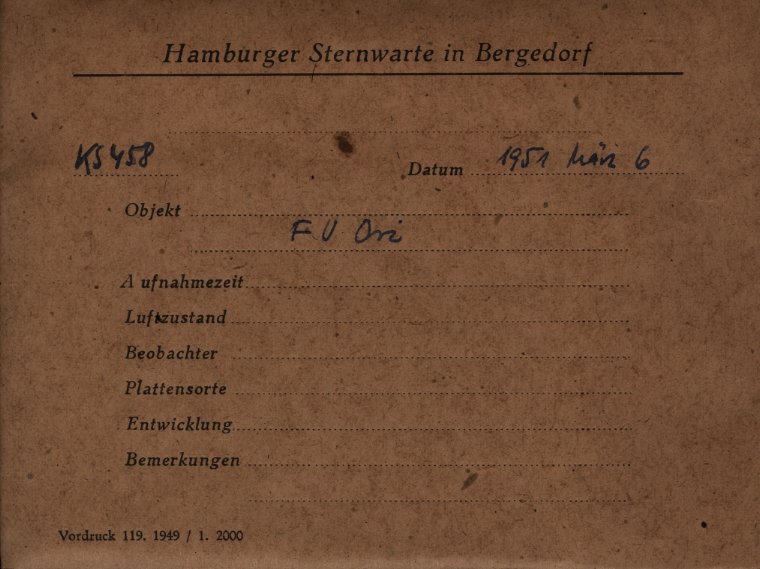 Hamburger Sternwarte in Bergedorf
KS 458
Datum 1951 März 6
Objekt
FU Ori
Aufnahmezeit
Luftzustand
Beobachter
Plattensorte
Entwicklung
Bemerkungen
Vordruck 119. 1949 / 1. 2000